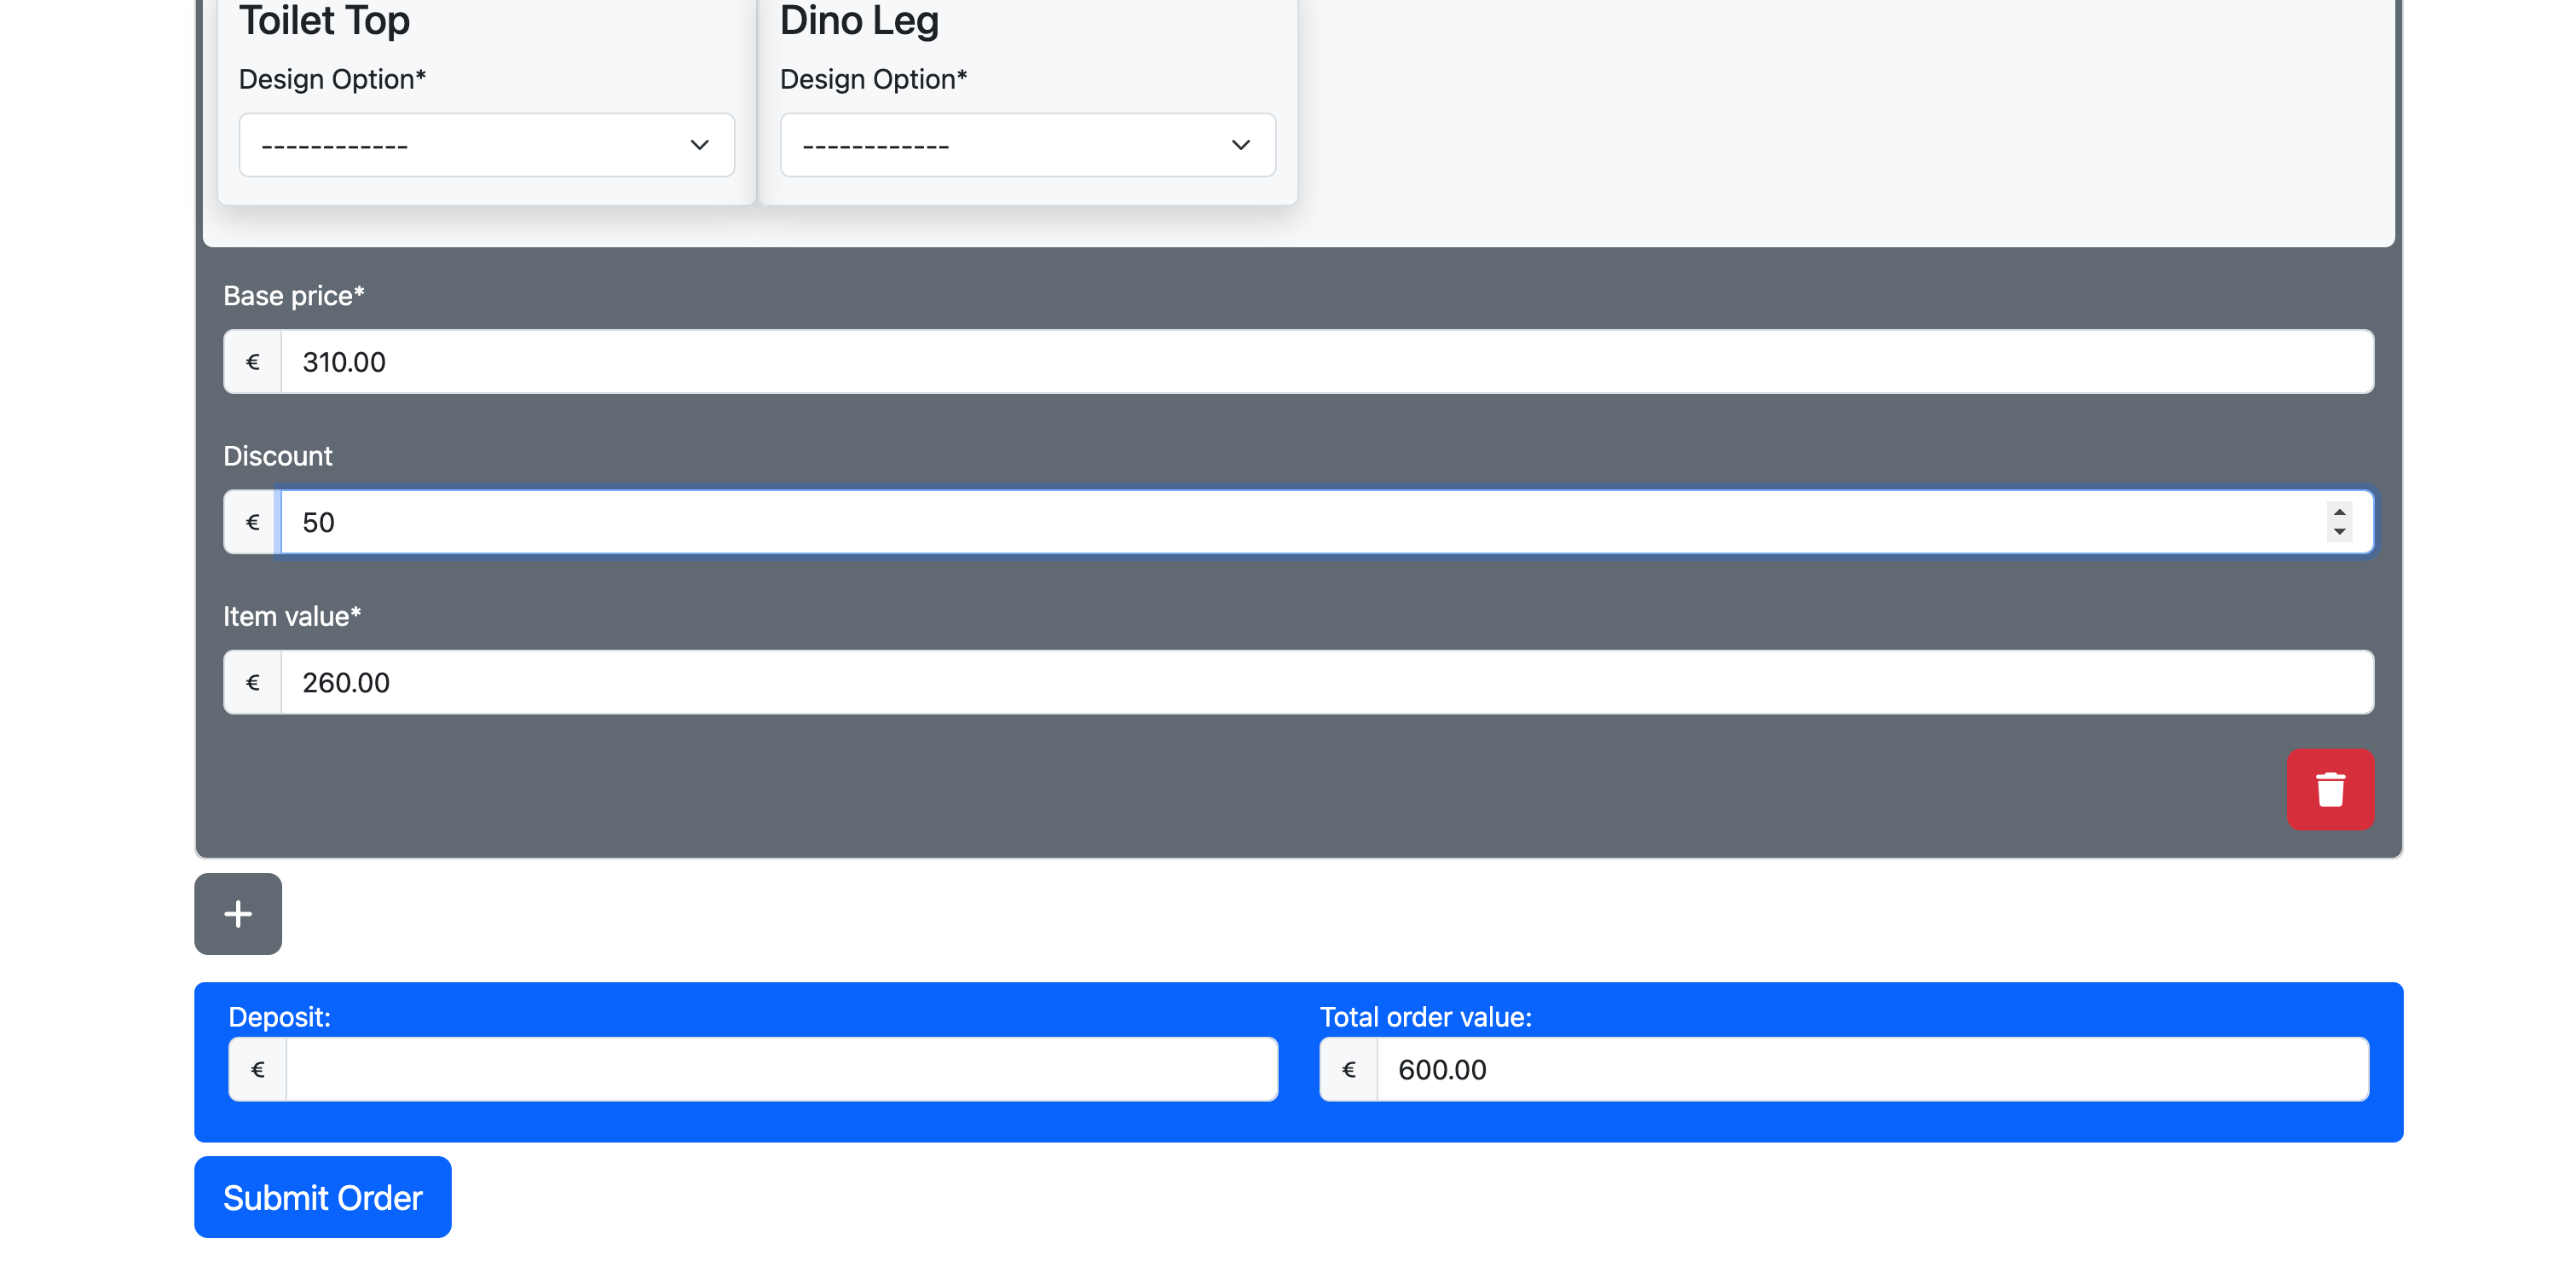 Toilet Top
Dino Leg
Design Option*
Design Option*
------------
------------
Base price*
€ 310.00
Discount
€ 50
Item value*
€ 260.00
Deposit:
Total order value:
€
€ 600.00
Submit Order